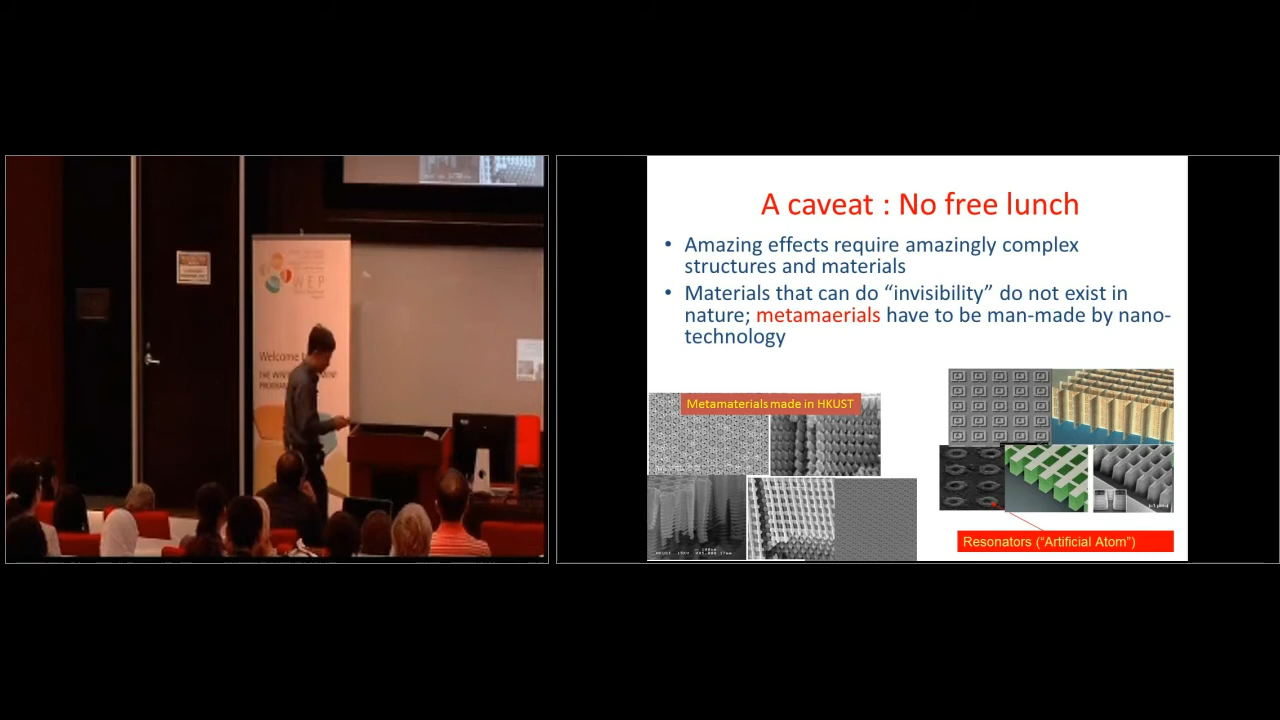 WEP
Welcome t
A caveat : No free lunch
• Amazing effects require amazingly complex
structures and materials
• Materials that can do “invisibility” do not exist in
nature; metamaerials have to be man-made by nano-
technology
Metamaterials made in HKUST
Resonators (“Artificial Atom”)